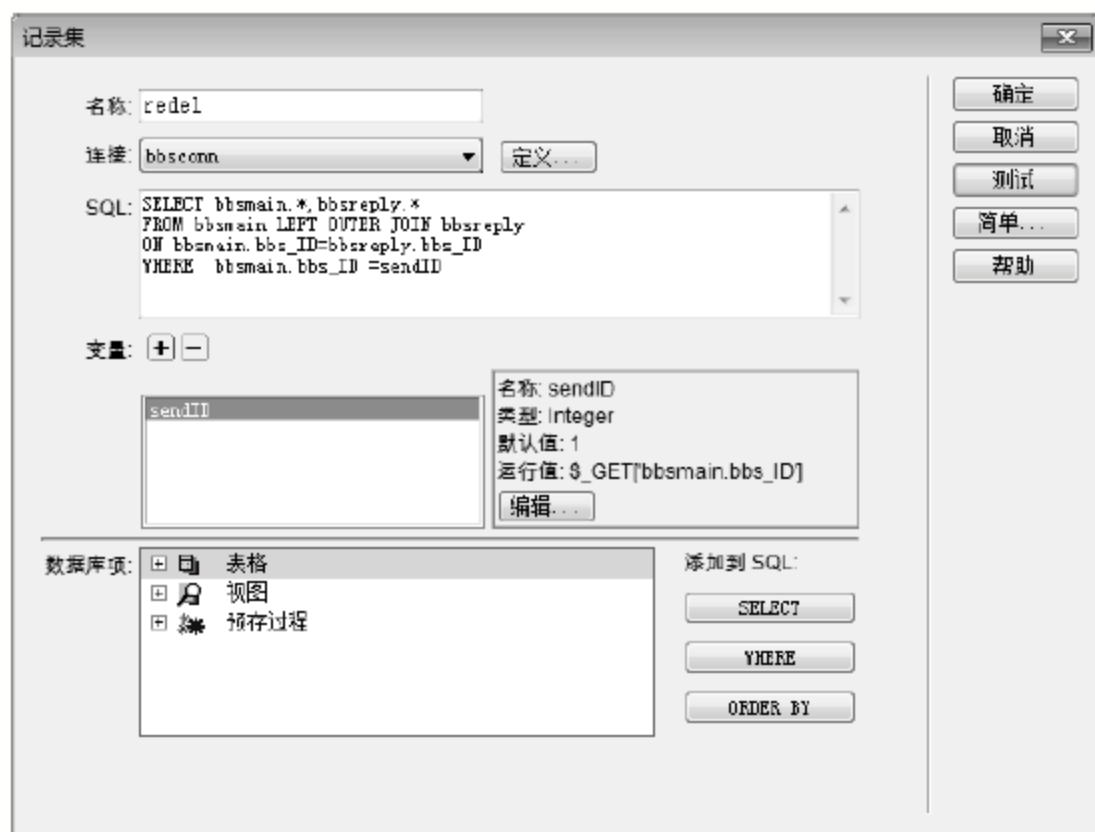 记录集
名称: redel
确定
连接: bbsconn
定义...
取消
SQL: SELECT bbsmain.*,bbsreply.*
FROM bbsmain LEFT OUTER JOIN bbsreply
ON bbsmain.bbs_ID=bbsreply.bbs_ID
WHERE bbsmain.bbs_ID =sendID
测试
简单...
帮助
变量:
sendID
名称: sendID
类型: Integer
默认值: 1
运行值: $_GET['bbsmain.bbs_ID']
编辑...
数据库项:
表格
视图
预存过程
添加到 SQL:
SELECT
WHERE
ORDER BY